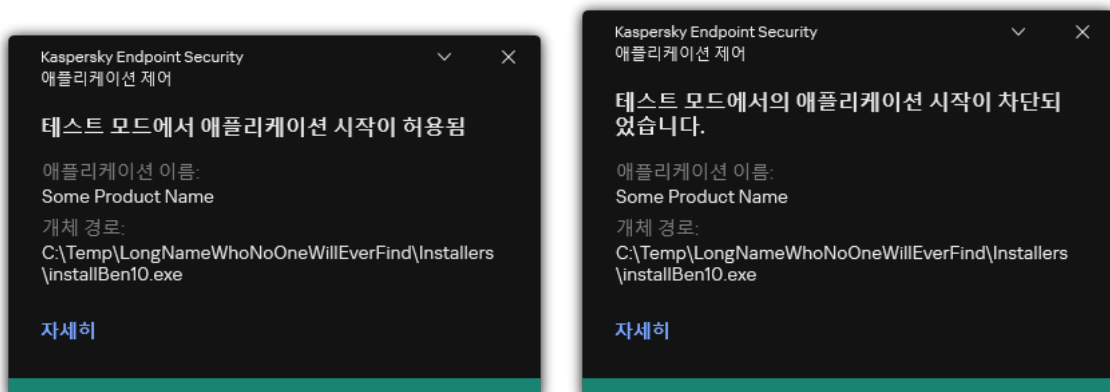 Kaspersky Endpoint Security
애플리케이션 제어
테스트 모드에서 애플리케이션 시작이 허용됨
애플리케이션 이름:
Some Product Name
개체 경로:
C:\Temp\LongNameWhoNoOneWillEverFind\Installers
\installBen10.exe
자세히
Kaspersky Endpoint Security
애플리케이션 제어
테스트 모드에서의 애플리케이션 시작이 차단되
었습니다.
애플리케이션 이름:
Some Product Name
개체 경로:
C:\Temp\LongNameWhoNoOneWillEverFind\Installers
\installBen10.exe
자세히